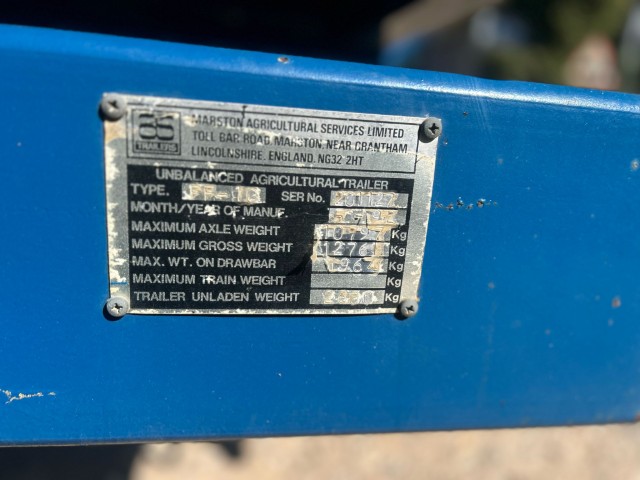 AS
TRAILERS
MARSTON AGRICULTURAL SERVICES LIMITED
TOLL BAR ROAD, MARSTON, NEAR GRANTHAM
LINCOLNSHIRE, ENGLAND. NG32 2HT
UNBALANCED AGRICULTURAL TRAILER
TYPE. SER No.
MONTH/YEAR OF MANUF.
MAXIMUM AXLE WEIGHT Kg
MAXIMUM GROSS WEIGHT Kg
MAX. WT. ON DRAWBAR Kg
MAXIMUM TRAIN WEIGHT Kg
TRAILER UNLADEN WEIGHT Kg